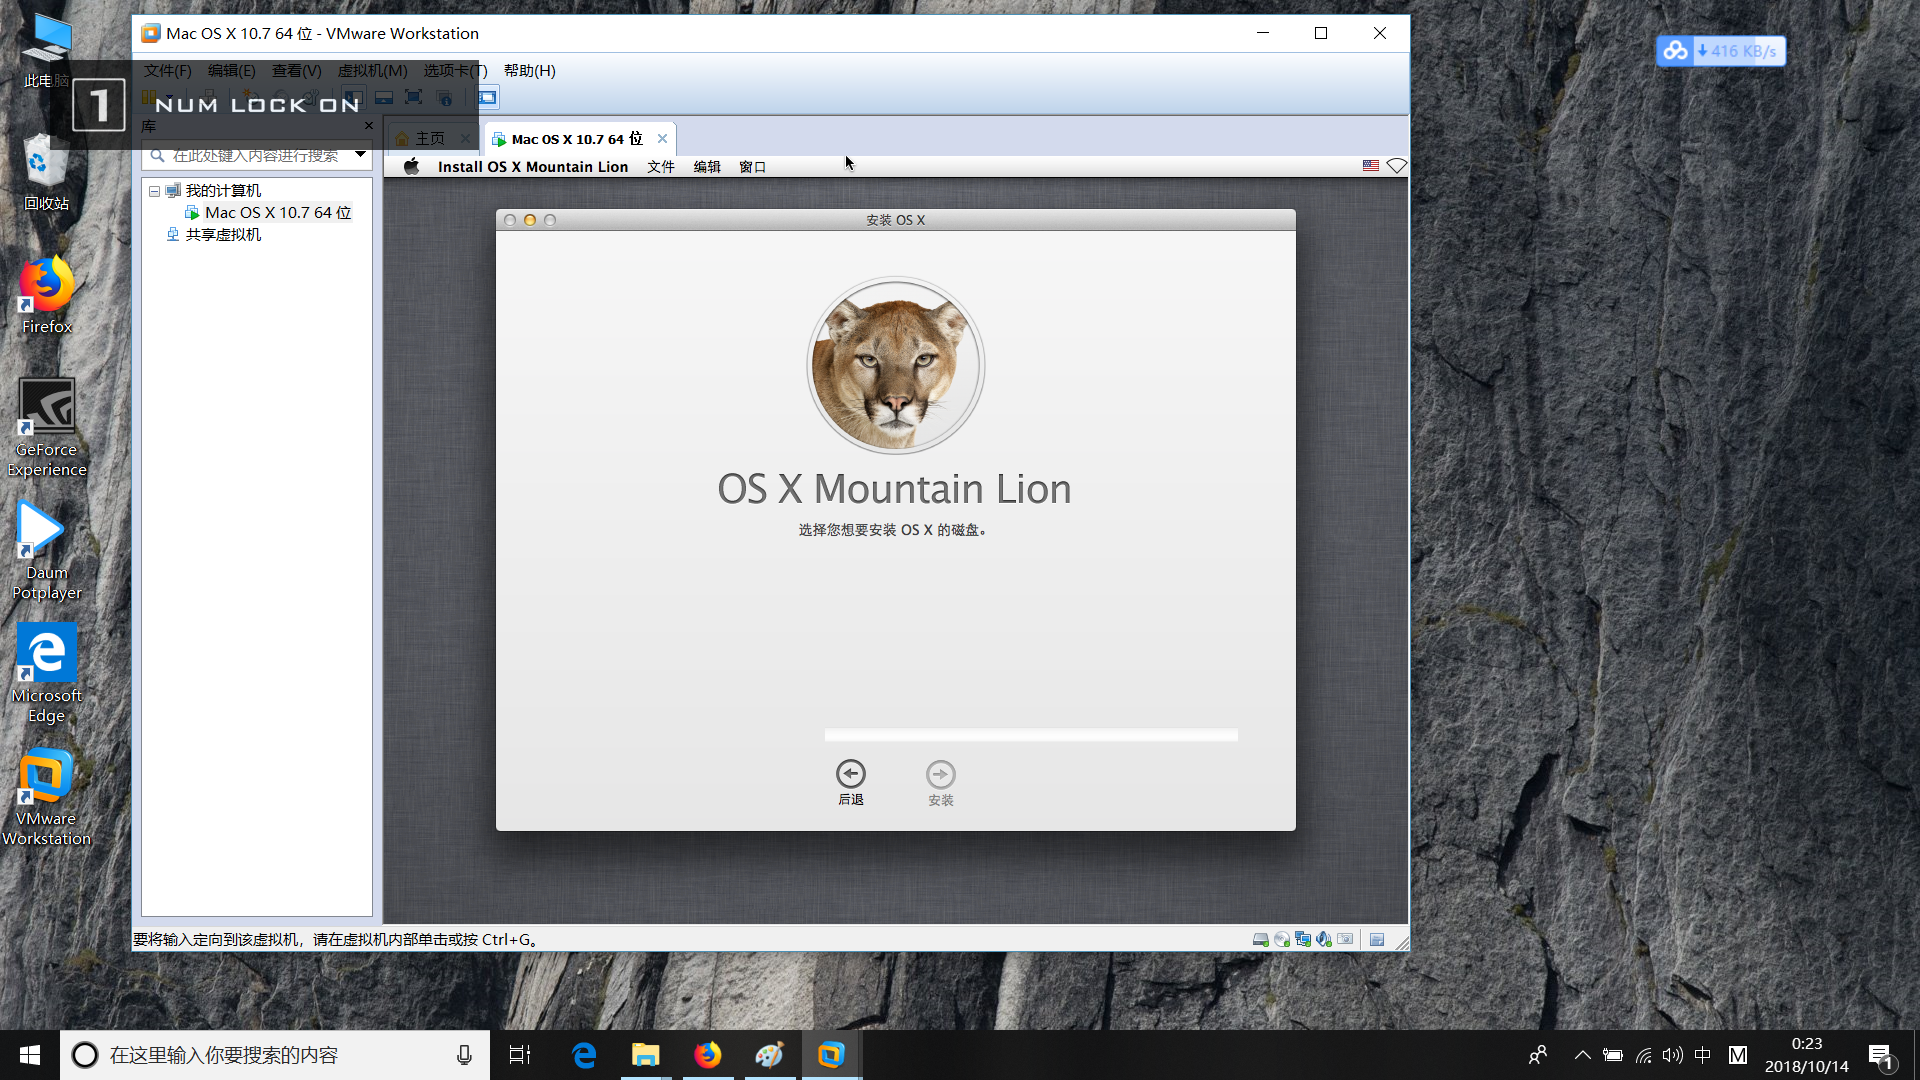 此电脑
回收站
Firefox
GeForce
Experience
Daum
Potplayer
Microsoft
Edge
VMware
Workstation
Mac OS X 10.7 64 位 - VMware Workstation
文件(F) 编辑(E) 查看(V) 虚拟机(M) 选项卡(T) 帮助(H)
1 NUM LOCK ON
库
在此处键入内容进行搜索
我的计算机
Mac OS X 10.7 64 位
共享虚拟机
主页
Mac OS X 10.7 64 位
Install OS X Mountain Lion 文件 编辑 窗口
安装 OS X
OS X Mountain Lion
选择您想要安装 OS X 的磁盘。
后退
安装
要将输入定向到该虚拟机，请在虚拟机内部单击或按 Ctrl+G。
416 KB/s
在这里输入你要搜索的内容
中
M
0:23
2018/10/14
1